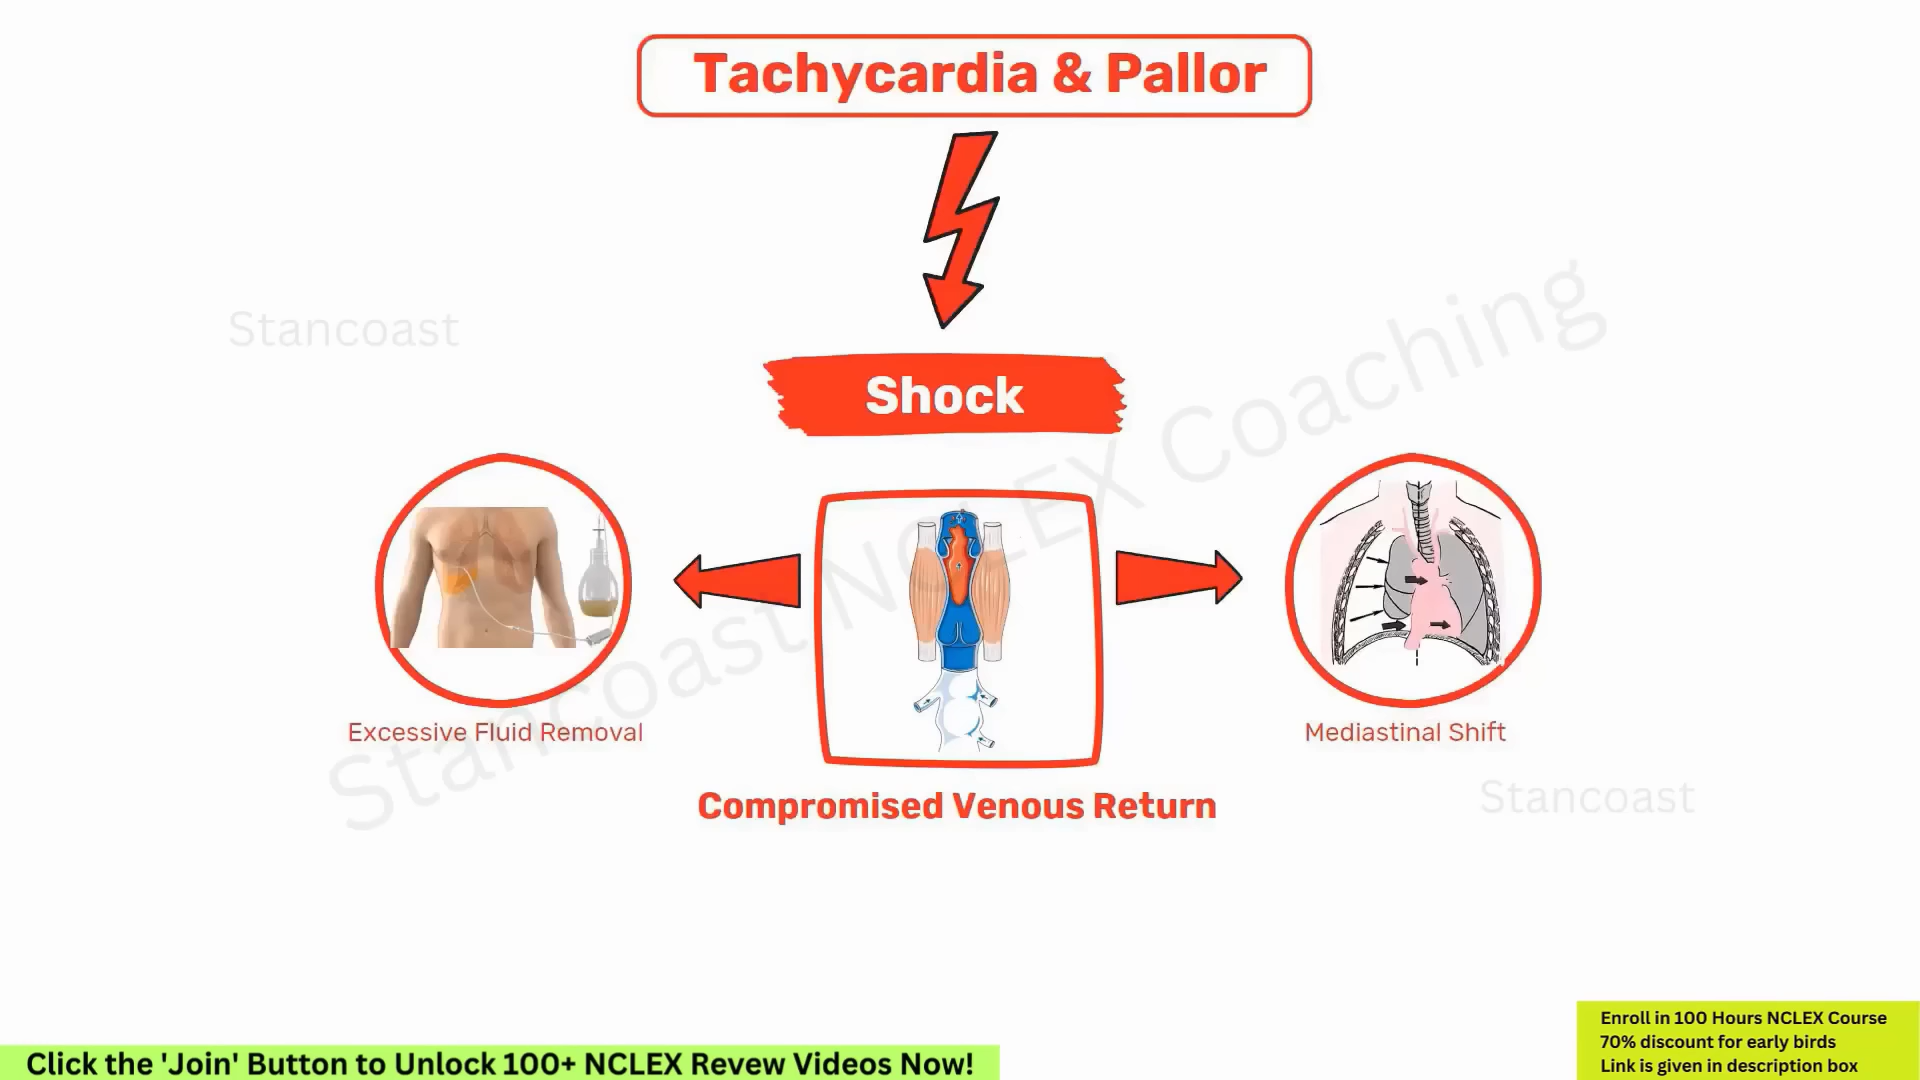 Tachycardia & Pallor
Stancoast
Shock
Stancoast NCLEX Coaching
Excessive Fluid Removal
Mediastinal Shift
Compromised Venous Return
Stancoast
Enroll in 100 Hours NCLEX Course
70% discount for early birds
Link is given in description box
Click the 'Join' Button to Unlock 100+ NCLEX Revew Videos Now!